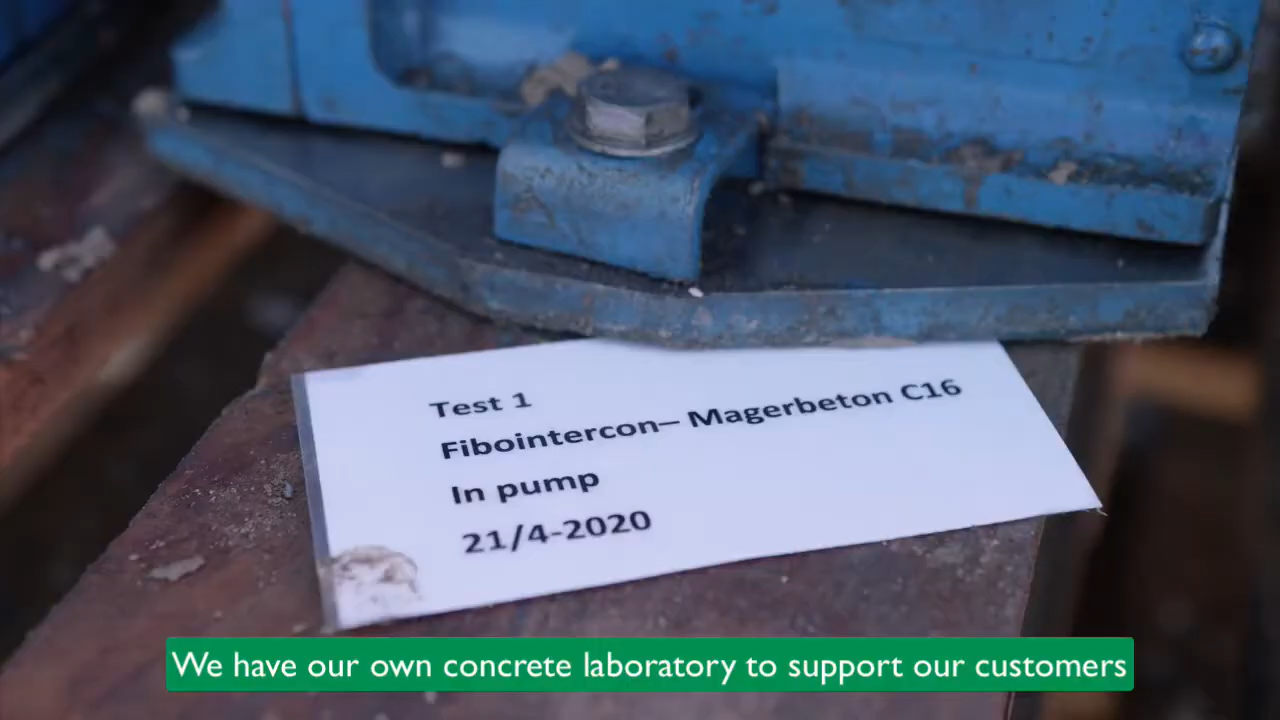 Test 1
Fibointercon– Magerbeton C16
In pump
21/4-2020
We have our own concrete laboratory to support our customers